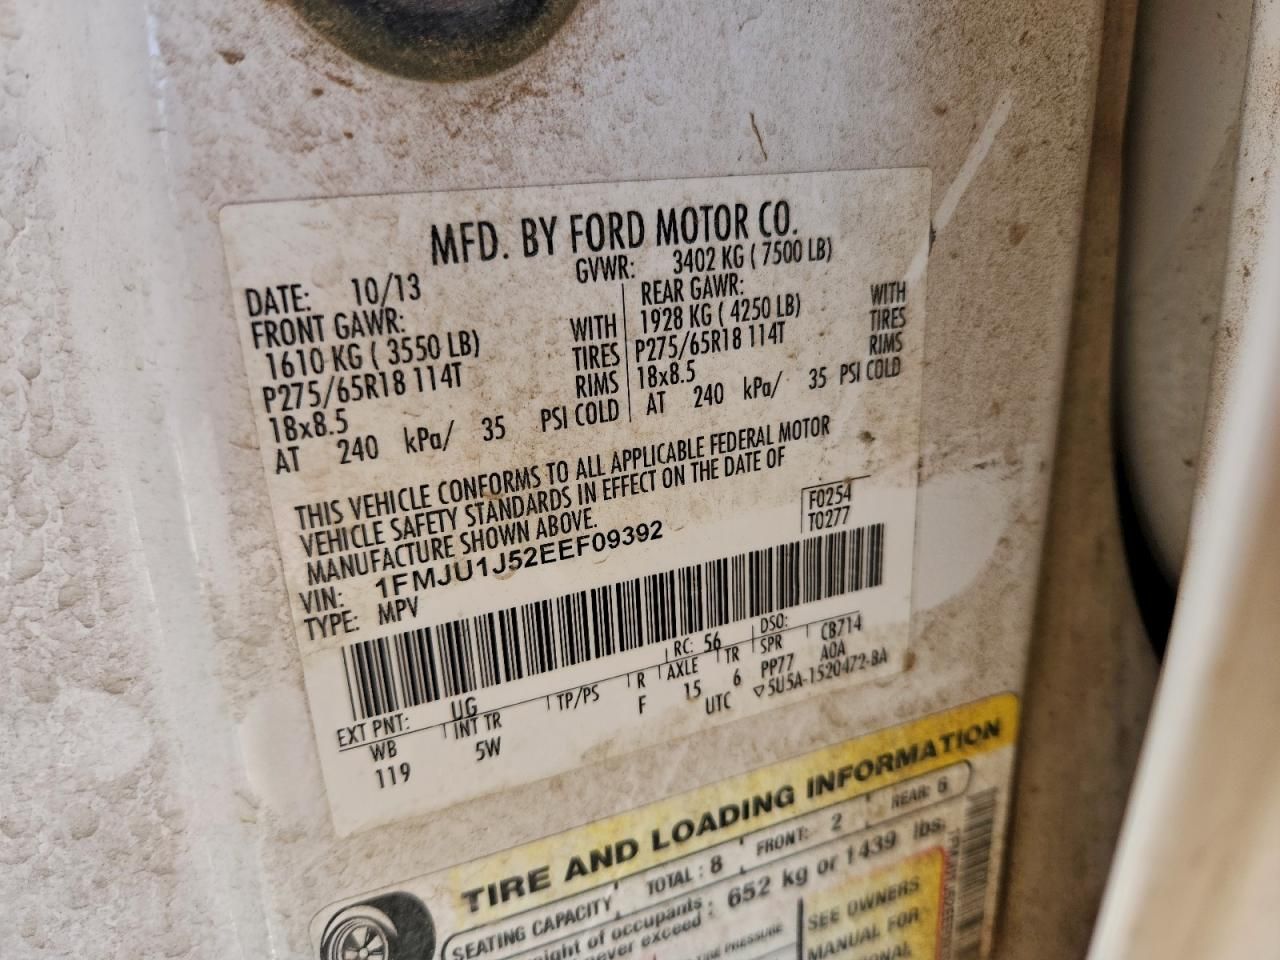 MFD. BY FORD MOTOR CO.
DATE: 10/13 GVWR: 3402 KG ( 7500 LB)
FRONT GAWR: REAR GAWR:
1610 KG ( 3550 LB) WITH 1928 KG ( 4250 LB) WITH
P275/65R18 114T TIRES P275/65R18 114T TIRES
18x8.5 RIMS 18x8.5 RIMS
AT 240 kPa/ 35 PSI COLD AT 240 kPa/ 35 PSI COLD
THIS VEHICLE CONFORMS TO ALL APPLICABLE FEDERAL MOTOR
VEHICLE SAFETY STANDARDS IN EFFECT ON THE DATE OF
MANUFACTURE SHOWN ABOVE.
F0254
T0277
VIN: 1FMJU1J52EEF09392
TYPE: MPV
EXT PNT: UG RC: 56 DSO: CB714
WB INT TR TP/PS R AXLE TR SPR A0A
119 5W F 15 6 PP77
UTC ▽5U5A-1520472-BA
TIRE AND LOADING INFORMATION
SEATING CAPACITY TOTAL : 8 FRONT: 2 REAR: 6
of occupants 652 kg or 1439 lbs.
never exceed
TIRE PRESSURE
SEE OWNERS
MANUAL FOR